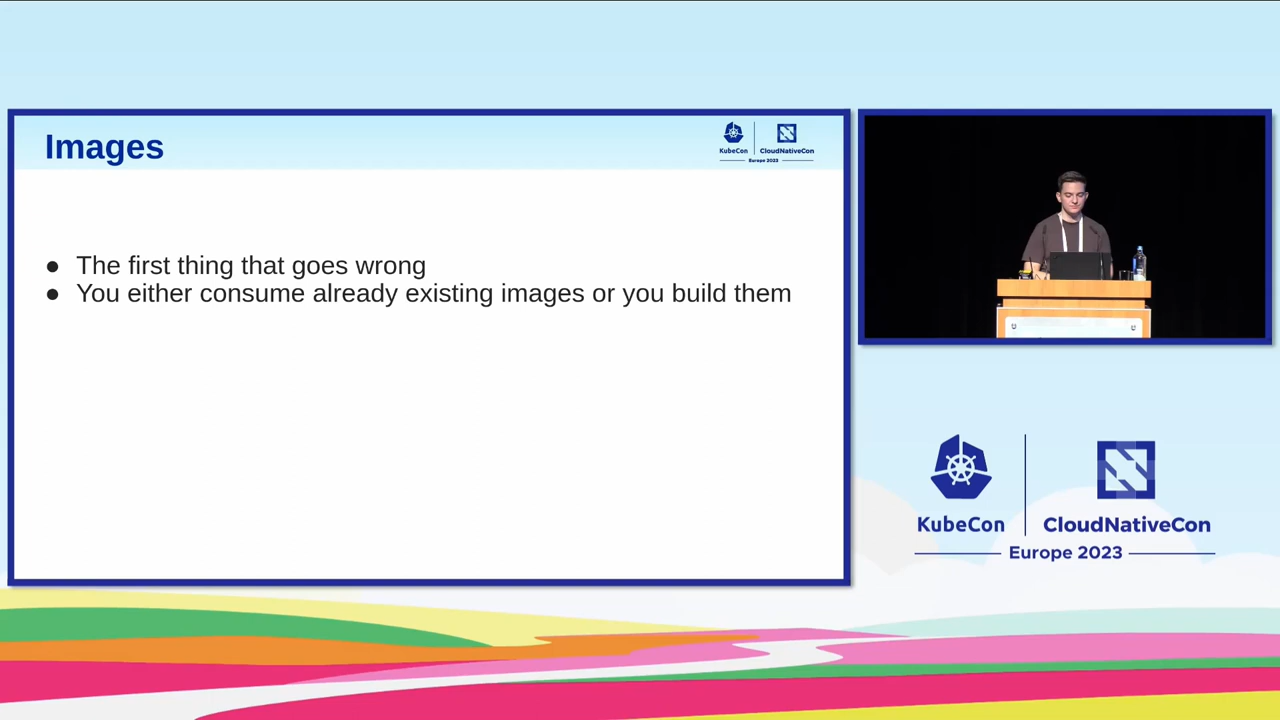 Images
KubeCon
CloudNativeCon
Europe 2023
● The first thing that goes wrong
● You either consume already existing images or you build them
KubeCon
CloudNativeCon
Europe 2023